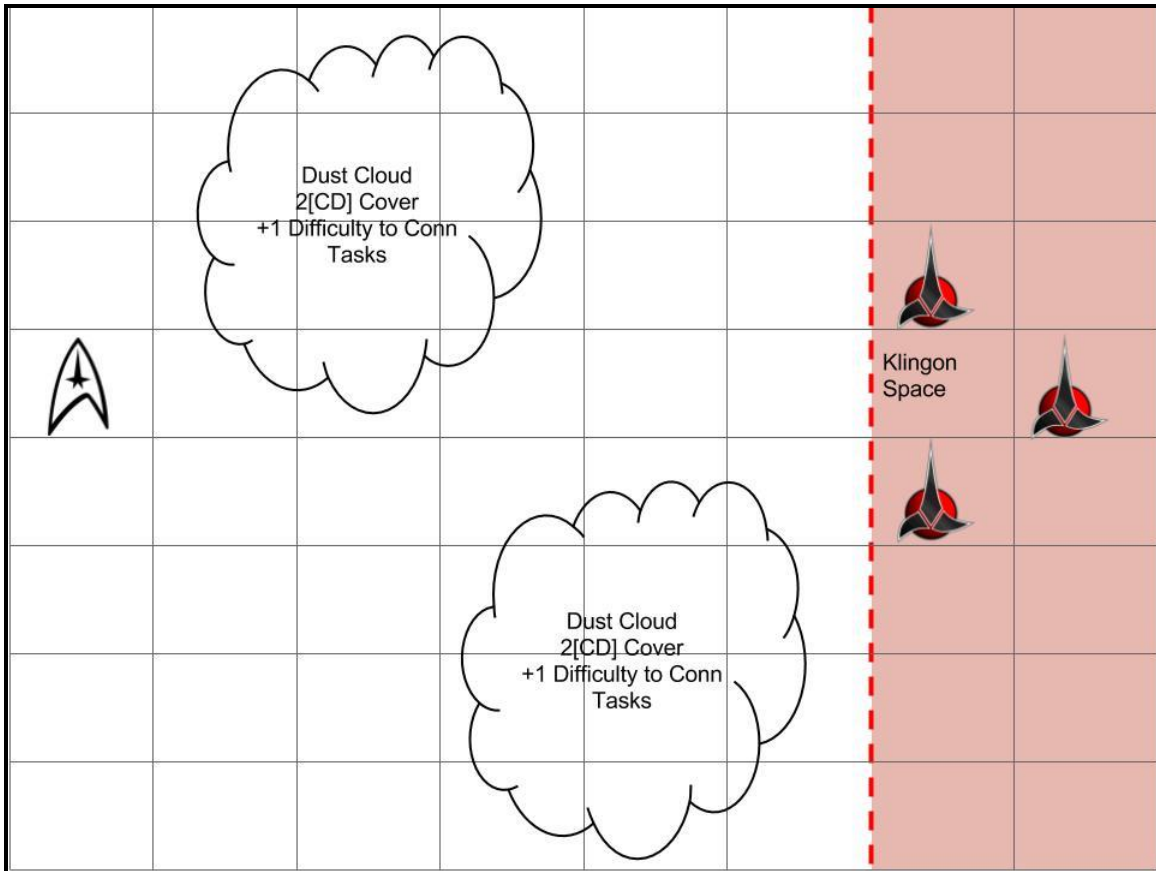 Dust Cloud
2[CD] Cover
+1 Difficulty to Conn
Tasks
Klingon
Space
Dust Cloud
2[CD] Cover
+1 Difficulty to Conn
Tasks